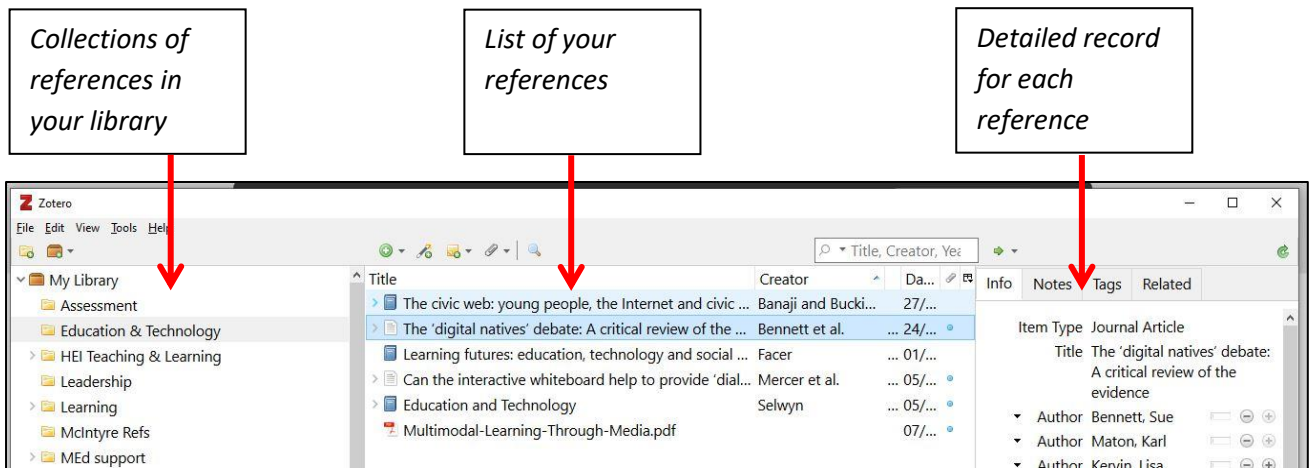 Collections of
references in
your library
List of your
references
Detailed record
for each
reference
Zotero
File Edit View Tools Help
Title, Creator, Yea
My Library
Assessment
Education & Technology
HEI Teaching & Learning
Leadership
Learning
McIntyre Refs
MEd support
Title Creator Da...
The civic web: young people, the Internet and civic ... Banaji and Bucki... 27/...
The ‘digital natives’ debate: A critical review of the ... Bennett et al. ... 24/...
Learning futures: education, technology and social ... Facer ... 01/...
Can the interactive whiteboard help to provide ‘dial... Mercer et al. ... 05/...
Education and Technology Selwyn ... 05/...
Multimodal-Learning-Through-Media.pdf 07/...
Info Notes Tags Related
Item Type Journal Article
Title The ‘digital natives’ debate:
A critical review of the
evidence
Author Bennett, Sue
Author Maton, Karl
Author Kervin, Lisa